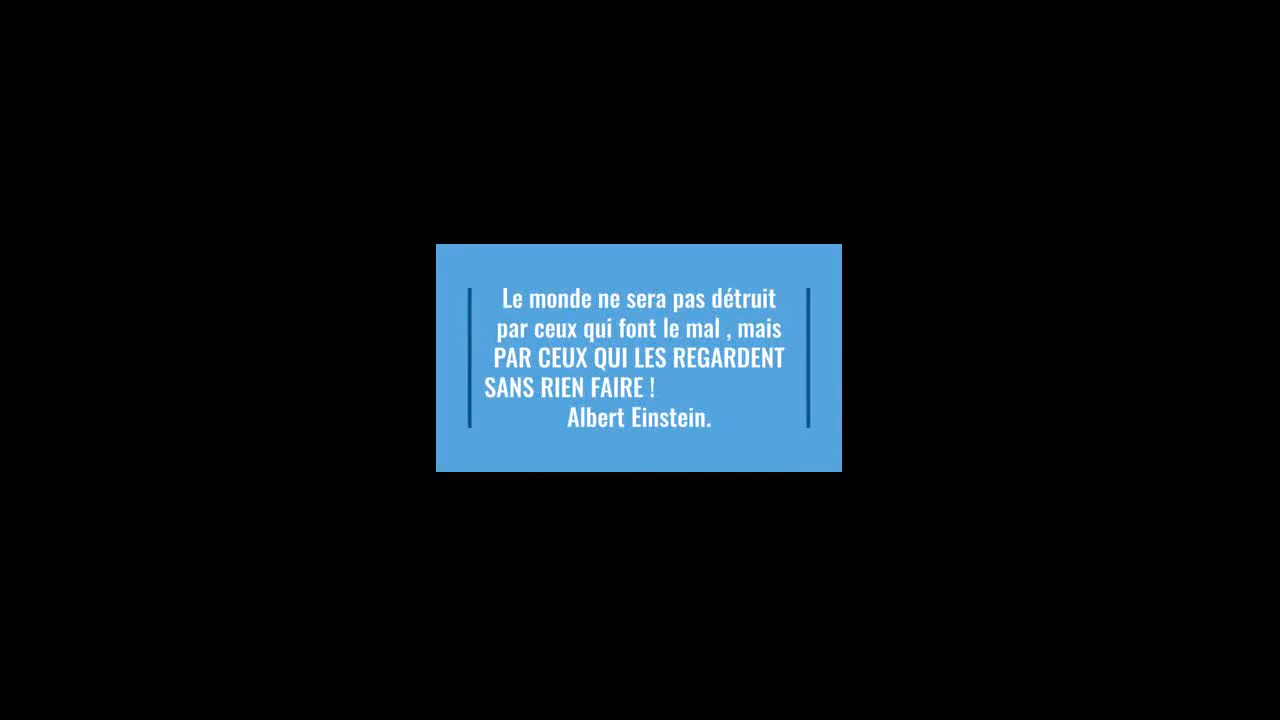 Le monde ne sera pas détruit
par ceux qui font le mal , mais
PAR CEUX QUI LES REGARDENT
SANS RIEN FAIRE !
Albert Einstein.